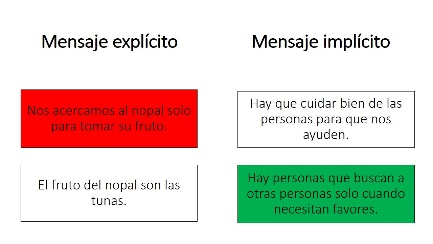 Mensaje explícito
Mensaje implícito
Nos acercamos al nopal solo
para tomar su fruto.
Hay que cuidar bien de las
personas para que nos
ayuden.
El fruto del nopal son las
tunas.
Hay personas que buscan a
otras personas solo cuando
necesitan favores.